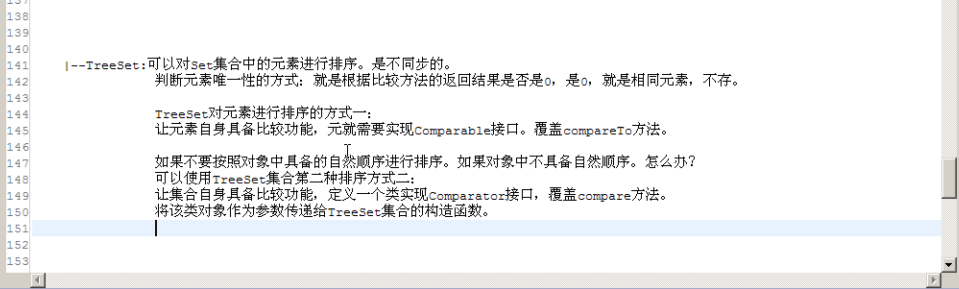 137
138
139
140
141 |--TreeSet:可以对Set集合中的元素进行排序。是不同步的。
142 判断元素唯一性的方式：就是根据比较方法的返回结果是否是0，是0，就是相同元素，不存。
143
144 TreeSet对元素进行排序的方式一：
145 让元素自身具备比较功能，元就需要实现Comparable接口。覆盖compareTo方法。
146
147 如果不要按照对象中具备的自然顺序进行排序。如果对象中不具备自然顺序。怎么办？
148 可以使用TreeSet集合第二种排序方式二：
149 让集合自身具备比较功能，定义一个类实现Comparator接口，覆盖compare方法。
150 将该类对象作为参数传递给TreeSet集合的构造函数。
151
152
153